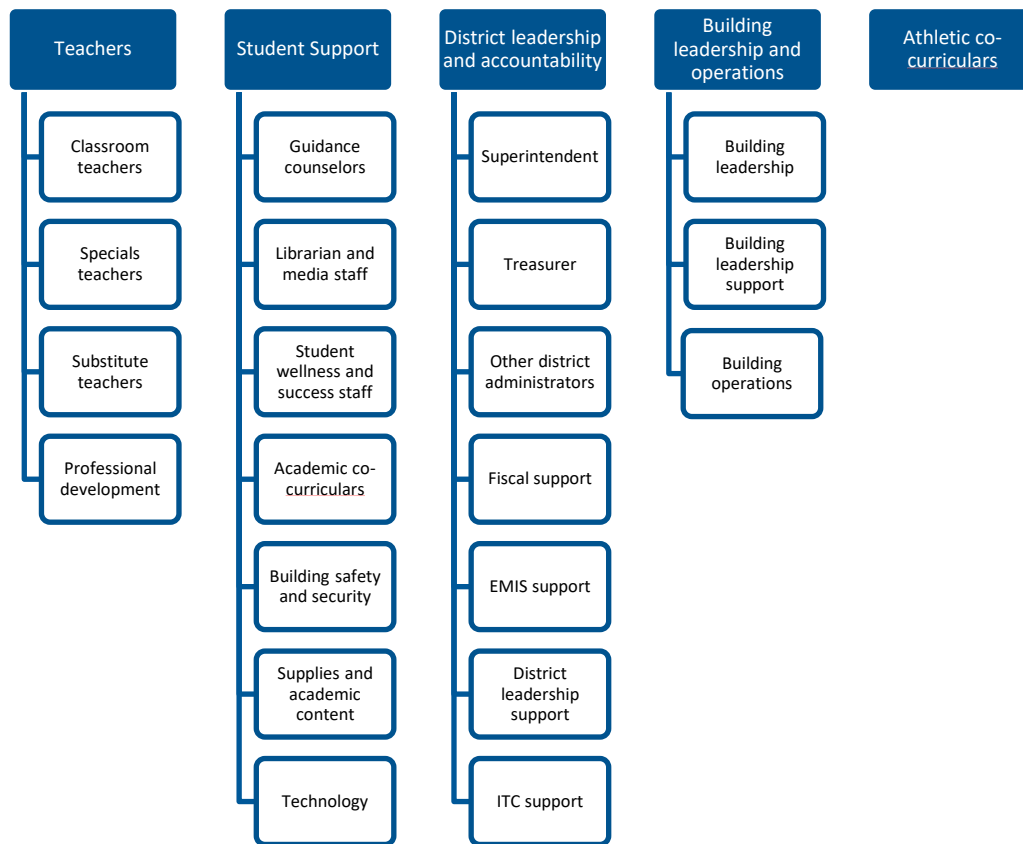 Teachers
Classroom
teachers
Specials
teachers
Substitute
teachers
Professional
development
Student Support
Guidance
counselors
Librarian and
media staff
Student
wellness and
success staff
Academic co-
curriculars
Building safety
and security
Supplies and
academic
content
Technology
District leadership
and accountability
Superintendent
Treasurer
Other district
administrators
Fiscal support
EMIS support
District
leadership
support
ITC support
Building
leadership and
operations
Building
leadership
Building
leadership
support
Building
operations
Athletic co-
curriculars